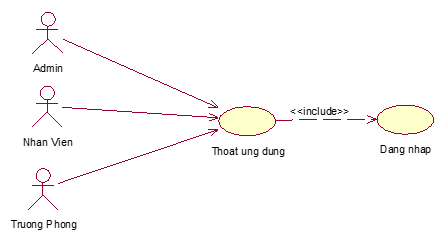 Admin
Nhan Vien
<<include>>
Thoat ung dung
Dang nhap
Truong Phong